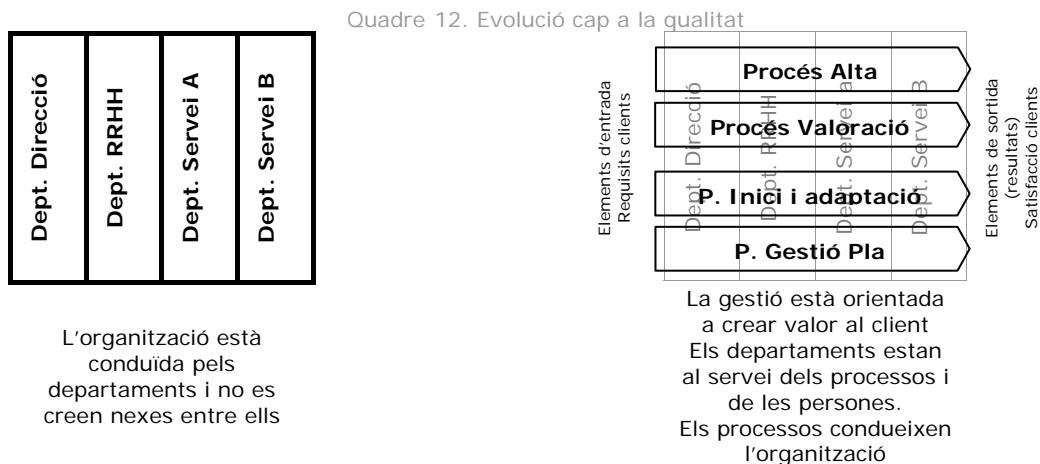 Quadre 12. Evolució cap a la qualitat
Dept. Direcció
Dept. RRHH
Dept. Servei A
Dept. Servei B
L'organització està
conduïda pels
departaments i no es
creen nexes entre ells
Elements d'entrada
Requisits clients
Dept. Direcció
Dept. RRHH
Dept. Servei a
Dept. Servei B
Procés Alta
Procés Valoració
P. Inici i adaptació
P. Gestió Pla
Elements de sortida
(resultats)
Satisfacció clients
La gestió està orientada
a crear valor al client
Els departaments estan
al servei dels processos i
de les persones.
Els processos condueixen
l'organització